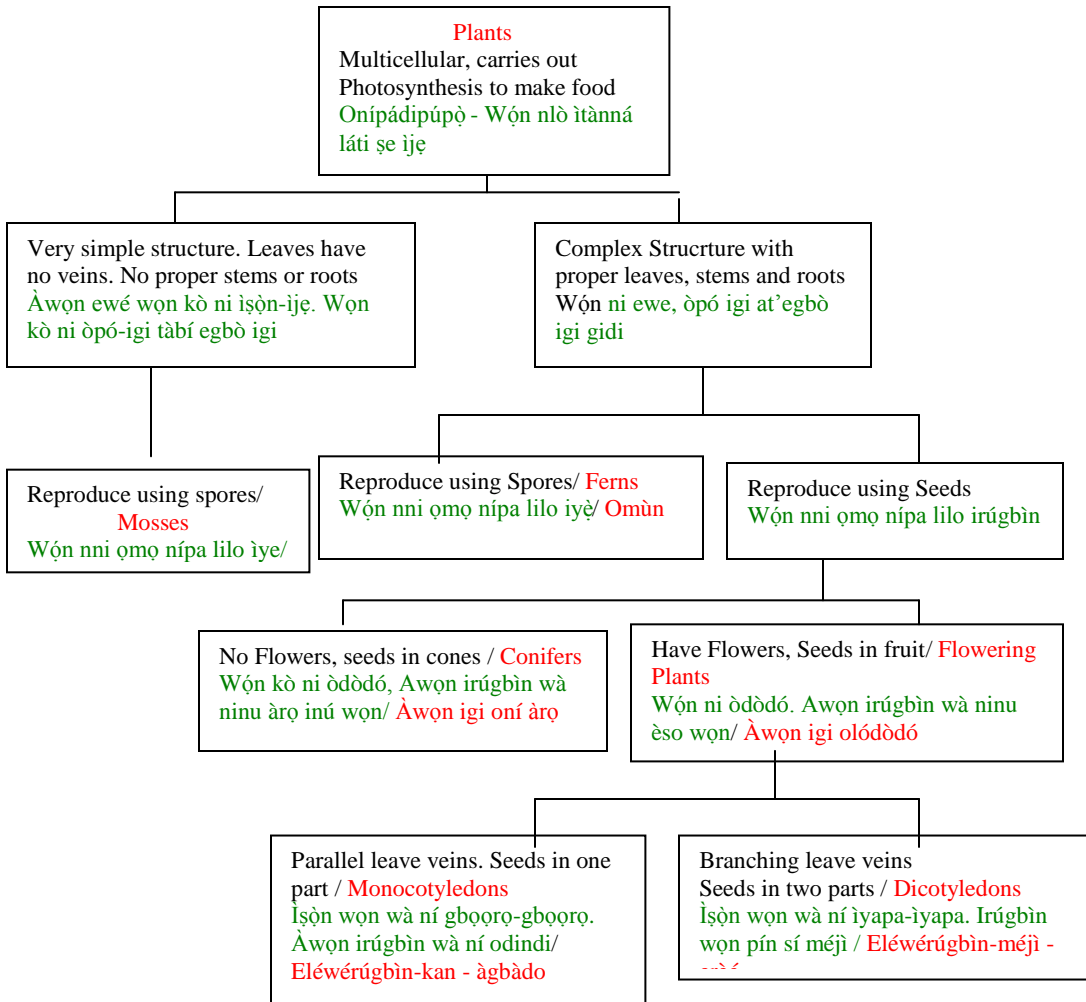 Plants
Multicellular, carries out
Photosynthesis to make food
Onípádipúpọ̀ - Wọ́n nlò ìtànná
láti ṣe ìjẹ
Very simple structure. Leaves have
no veins. No proper stems or roots
Àwọn ewé wọn kò ni ìṣọ̀n-ìjẹ. Wọn
kò ni òpó-igi tàbí egbò igi
Complex Strucrture with
proper leaves, stems and roots
Wọ́n ni ewe, òpó igi at’egbò
igi gidi
Reproduce using spores/
Mosses
Wọ́n nni ọmọ nípa lilo ìye/
Reproduce using Spores/ Ferns
Wọ́n nni ọmọ nípa lilo iyẹ̀/ Omùn
Reproduce using Seeds
Wọ́n nni ọmọ nípa lilo irúgbìn
No Flowers, seeds in cones / Conifers
Wọ́n kò ni òdòdó, Awọn irúgbìn wà
ninu àrọ inú wọn/ Àwọn igi oní àrọ
Have Flowers, Seeds in fruit/ Flowering
Plants
Wọ́n ni òdòdó. Awọn irúgbìn wà ninu
èso wọn/ Àwọn igi olódòdó
Parallel leave veins. Seeds in one
part / Monocotyledons
Ìṣọ̀n wọn wà ní gbọọrọ-gbọọrọ.
Àwọn irúgbìn wà ní odindi/
Eléwérúgbìn-kan - àgbàdo
Branching leave veins
Seeds in two parts / Dicotyledons
Ìṣọ̀n wọn wà ní ìyapa-ìyapa. Irúgbìn
wọn pín sí méjì / Eléwérúgbìn-méjì -